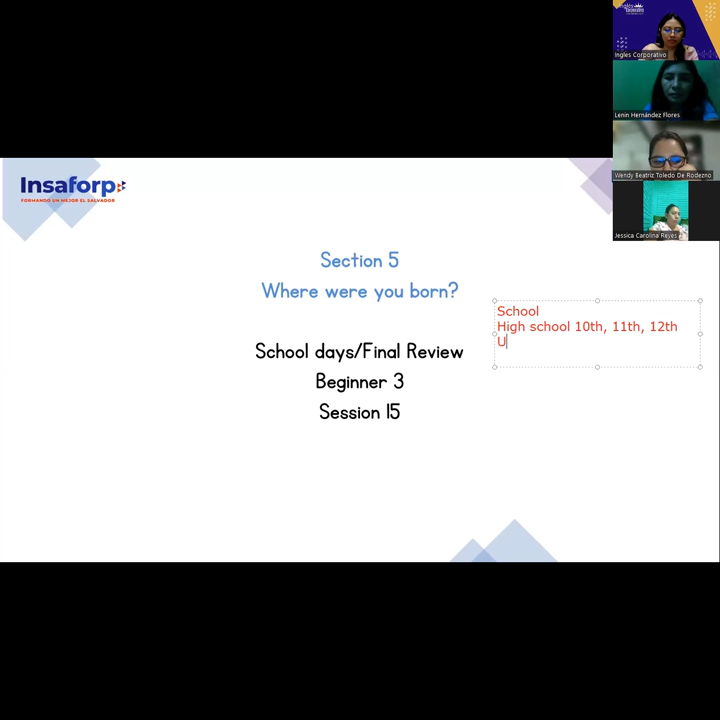 inglés
corporativo
Ingles Corporativo
Lenin Hernández Flores
Wendy Beatriz Toledo De Rodezno
Jessica Carolina Reyes
Insaforp
FORMANDO UN MEJOR EL SALVADOR
Section 5
Where were you born?
School days/Final Review
Beginner 3
Session 15
School
High school 10th, 11th, 12th
U